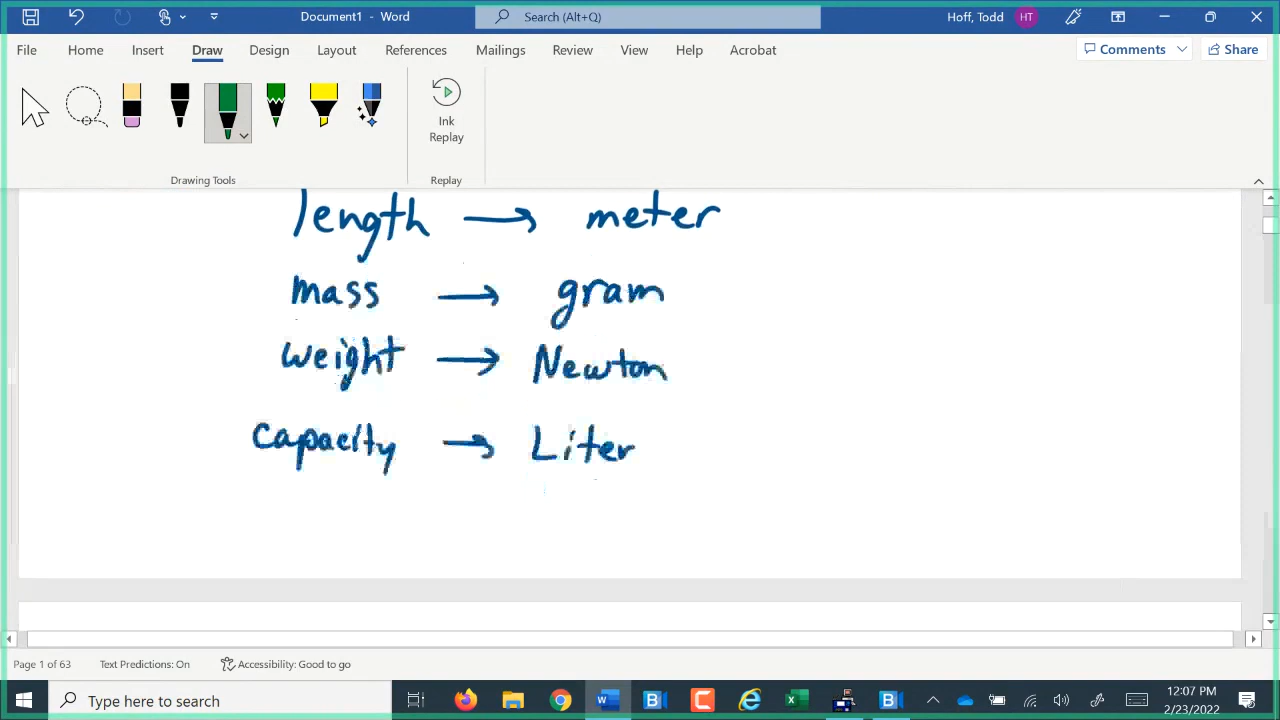 Document1 - Word
Search (Alt+Q)
Hoff, Todd
HT
File Home Insert Draw Design Layout References Mailings Review View Help Acrobat
Comments
Share
Ink Replay
Drawing Tools
Replay
length → meter
mass → gram
weight → Newton
capacity → Liter
Page 1 of 63
Text Predictions: On
Accessibility: Good to go
Type here to search
12:07 PM
2/23/2022